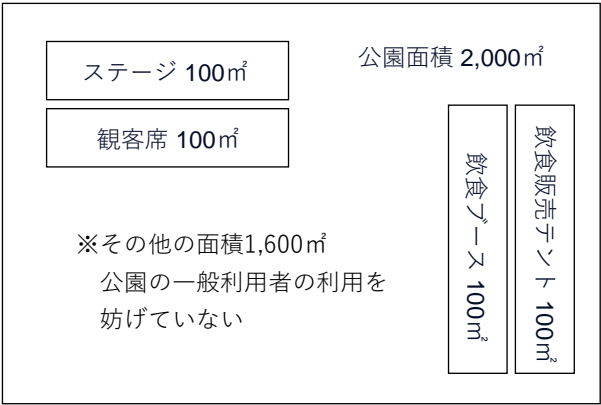 ステージ 100㎡
公園面積 2,000㎡
観客席 100㎡
飲食ブース 100㎡
飲食販売テント 100㎡
※その他の面積1,600㎡
公園の一般利用者の利用を
妨げていない